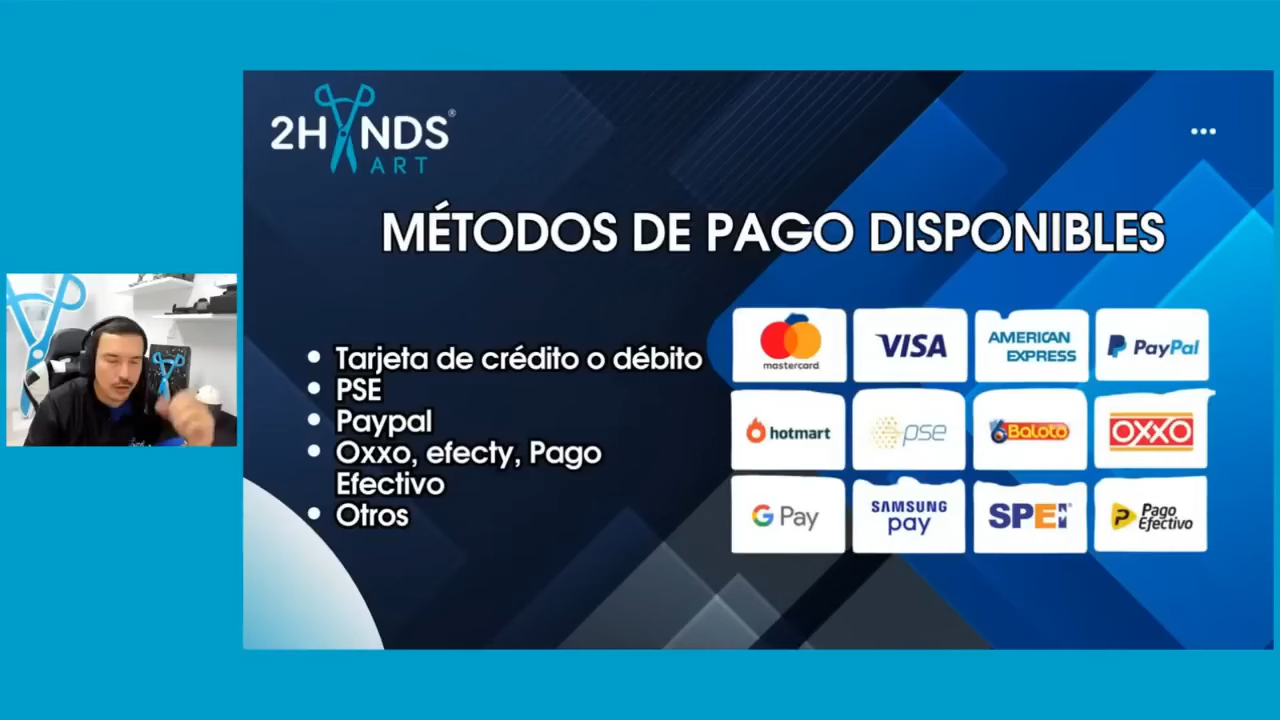 2HANDS®
ART
MÉTODOS DE PAGO DISPONIBLES
• Tarjeta de crédito o débito
• PSE
• Paypal
• Oxxo, efecty, Pago
Efectivo
• Otros
mastercard
VISA
AMERICAN
EXPRESS
PayPal
hotmart
pse
Baloto
OXXO
G Pay
SAMSUNG
pay
SPEI
Pago
Efectivo